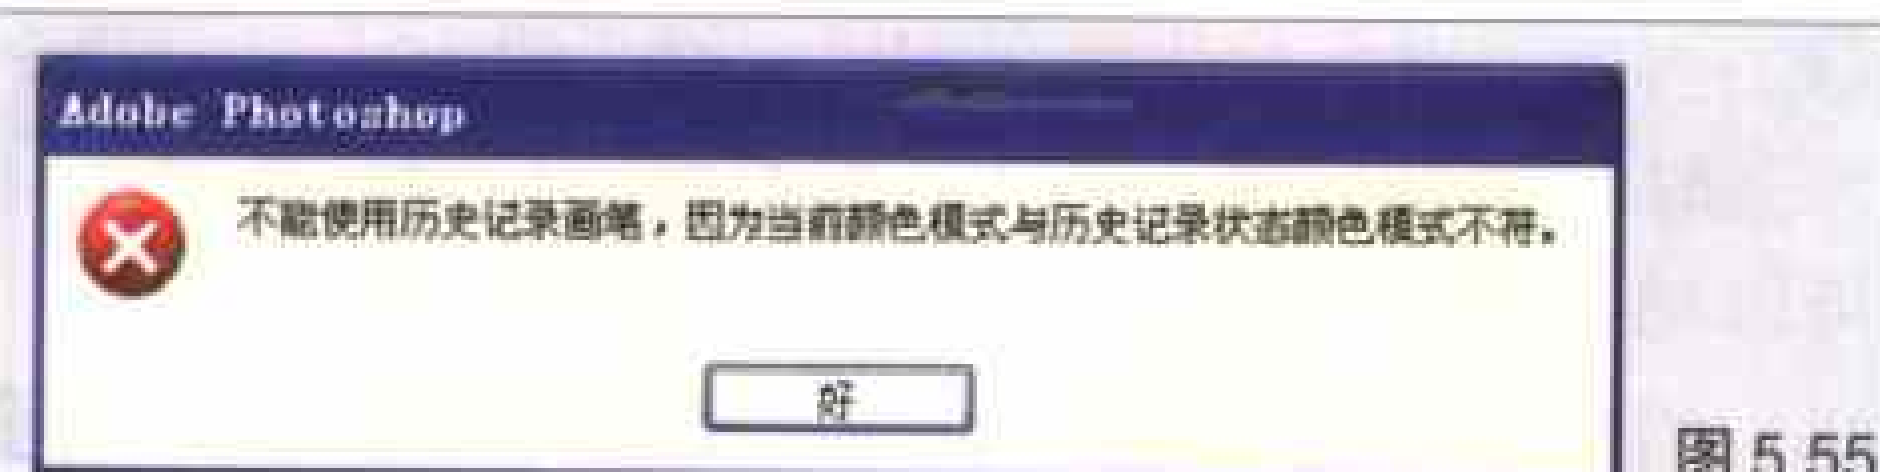 Adobe Photoshop
不能使用历史记录画笔，因为当前颜色模式与历史记录状态颜色模式不符。
好
图 5.55